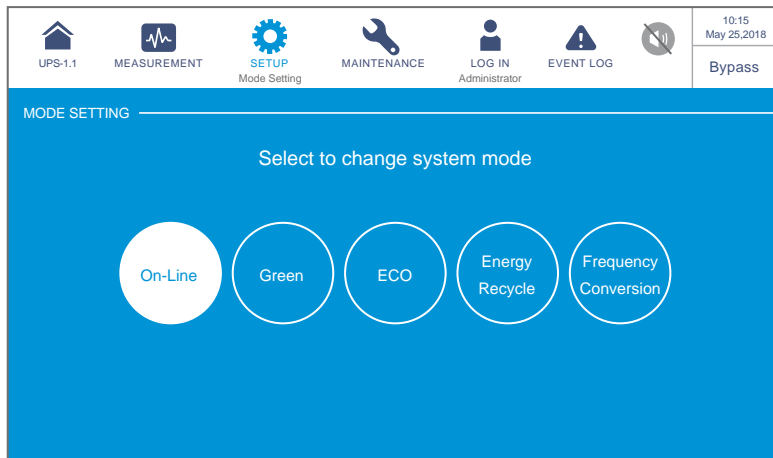 UPS-1.1
MEASUREMENT
SETUP
Mode Setting
MAINTENANCE
LOG IN
Administrator
EVENT LOG
10:15
May 25,2018
Bypass
MODE SETTING
Select to change system mode
On-Line
Green
ECO
Energy
Recycle
Frequency
Conversion